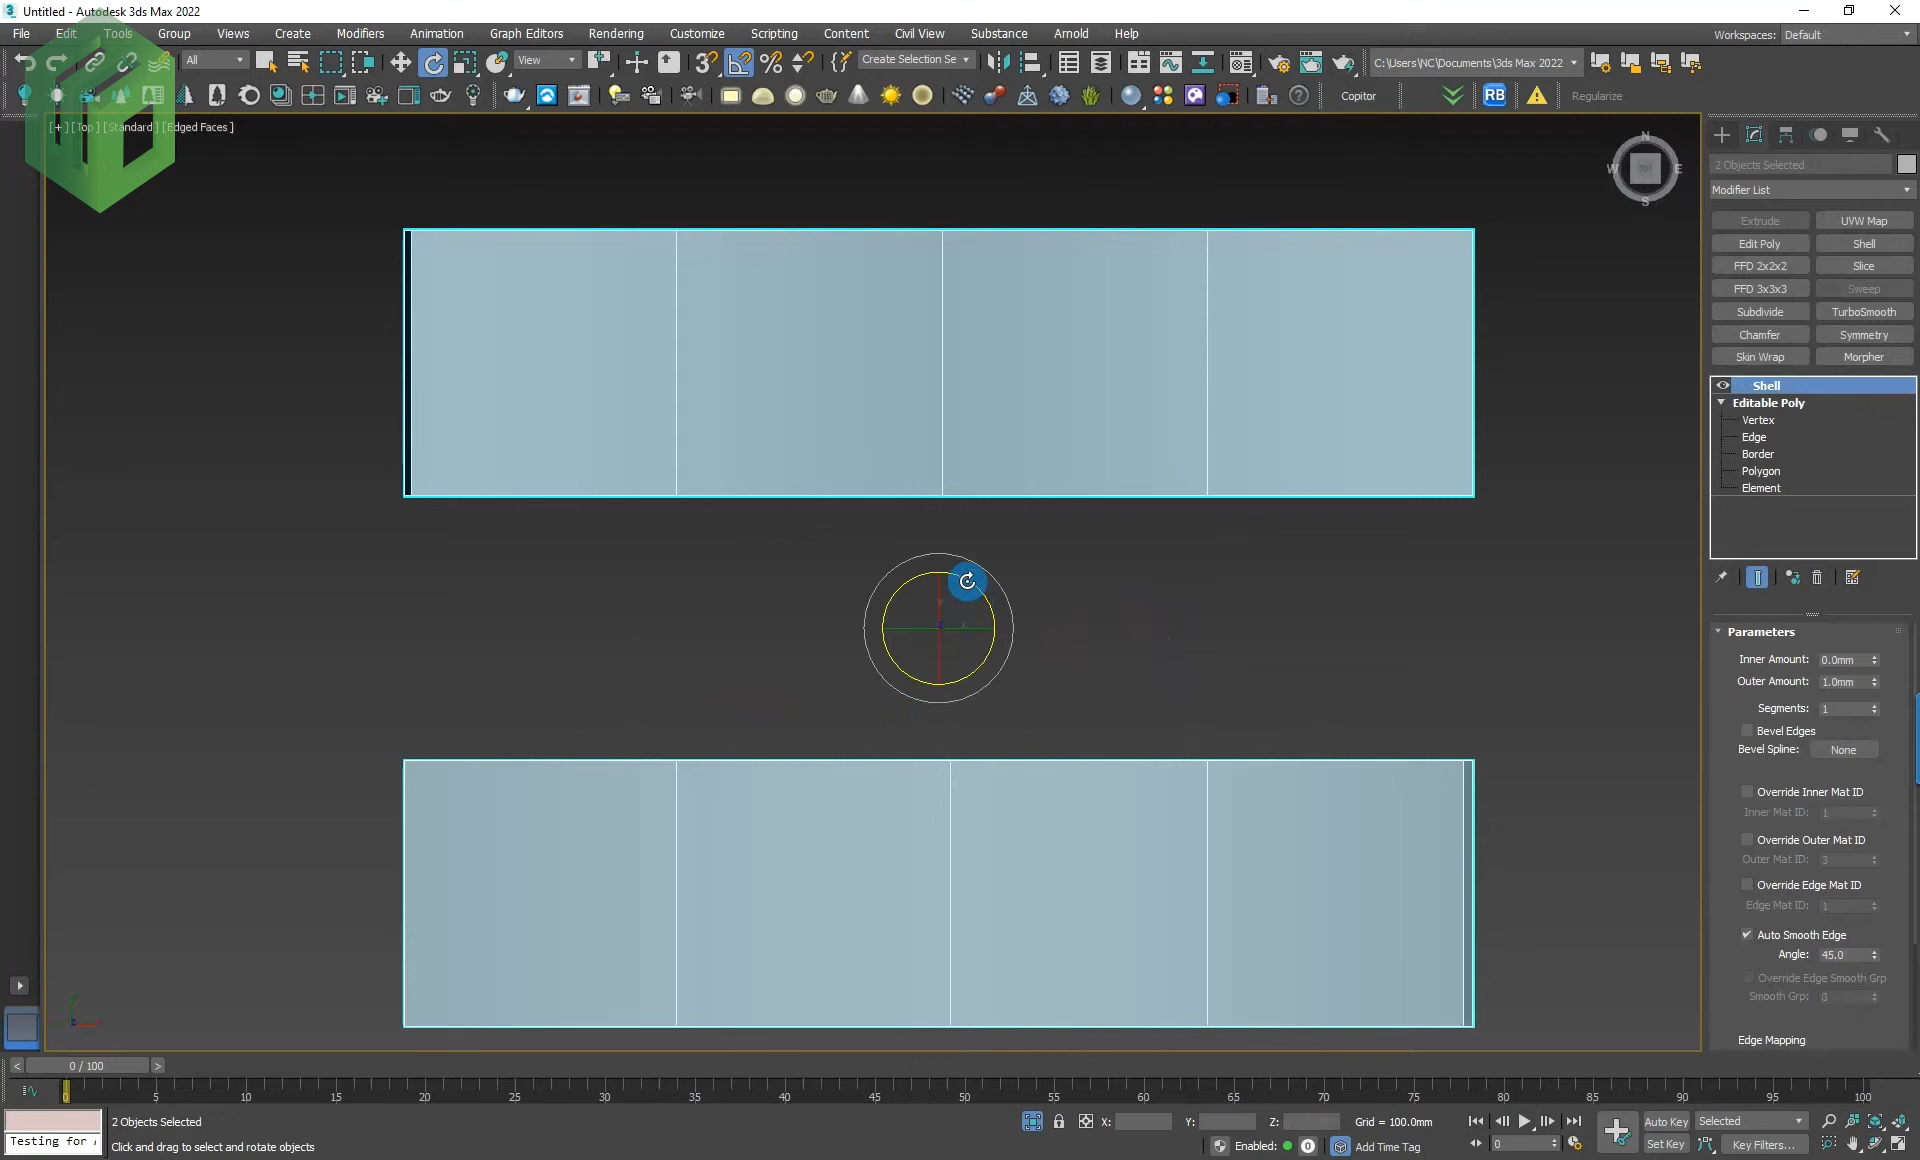 Untitled - Autodesk 3ds Max 2022
File Edit Tools Group Views Create Modifiers Animation Graph Editors Rendering Customize Scripting Content Civil View Substance Arnold Help
Workspaces: Default
All View Create Selection Se C:\Users\NC\Documents\3ds Max 2022
Copitor RB Regularize
[+] [Top] [Standard] [Edged Faces]
N
W TOP E
S
2 Objects Selected
Modifier List
Extrude UVW Map
Edit Poly Shell
FFD 2x2x2 Slice
FFD 3x3x3 Sweep
Subdivide TurboSmooth
Chamfer Symmetry
Skin Wrap Morpher
Shell
Editable Poly
Vertex
Edge
Border
Polygon
Element
y
z x
Parameters
Inner Amount: 0.0mm
Outer Amount: 1.0mm
Segments: 1
Bevel Edges
Bevel Spline: None
Override Inner Mat ID
Inner Mat ID: 1
Override Outer Mat ID
Outer Mat ID: 3
Override Edge Mat ID
Edge Mat ID: 1
Auto Smooth Edge
Angle: 45.0
Override Edge Smooth Grp
Smooth Grp: 0
Edge Mapping
< 0 / 100 >
0 5 10 15 20 25 30 35 40 45 50 55 60 65 70 75 80 85 90 95 100
2 Objects Selected X: Y: Z: Grid = 100.0mm Auto Key Selected
Testing for Click and drag to select and rotate objects Enabled: 0 Add Time Tag 0 Set Key Key Filters...